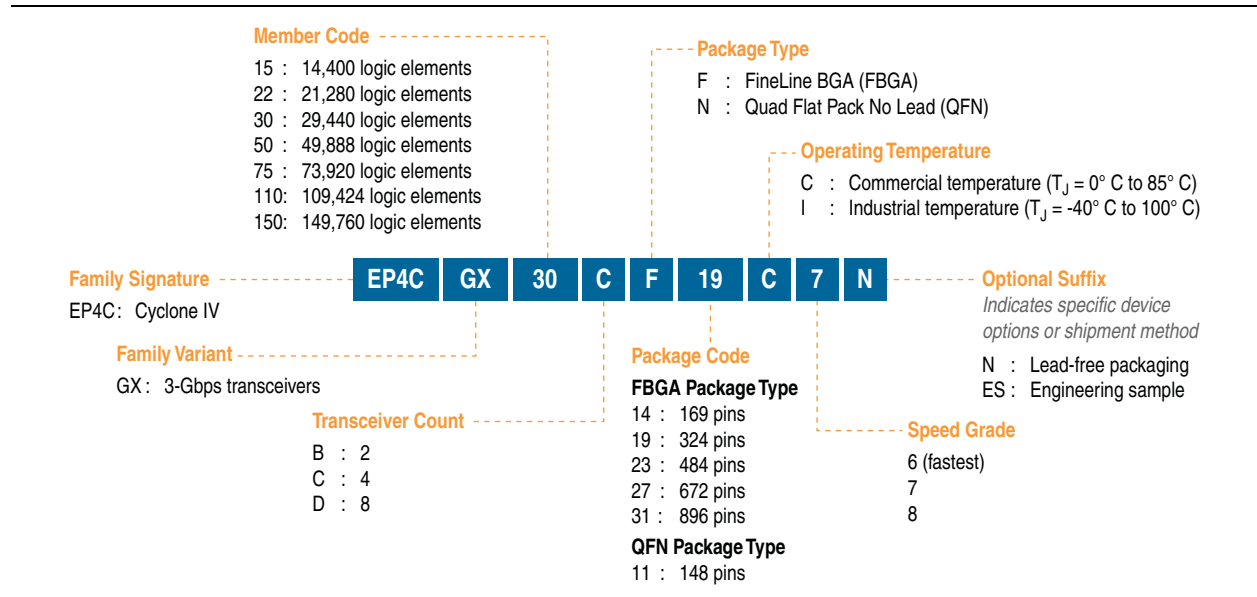 Member Code
15 : 14,400 logic elements
22 : 21,280 logic elements
30 : 29,440 logic elements
50 : 49,888 logic elements
75 : 73,920 logic elements
110: 109,424 logic elements
150: 149,760 logic elements
Package Type
F : FineLine BGA (FBGA)
N : Quad Flat Pack No Lead (QFN)
Operating Temperature
C : Commercial temperature (TJ = 0° C to 85° C)
I : Industrial temperature (TJ = -40° C to 100° C)
EP4C GX 30 C F 19 C 7 N
Family Signature
EP4C: Cyclone IV
Family Variant
GX : 3-Gbps transceivers
Transceiver Count
B : 2
C : 4
D : 8
Package Code
FBGA Package Type
14 : 169 pins
19 : 324 pins
23 : 484 pins
27 : 672 pins
31 : 896 pins
QFN Package Type
11 : 148 pins
Speed Grade
6 (fastest)
7
8
Optional Suffix
Indicates specific device
options or shipment method
N : Lead-free packaging
ES : Engineering sample